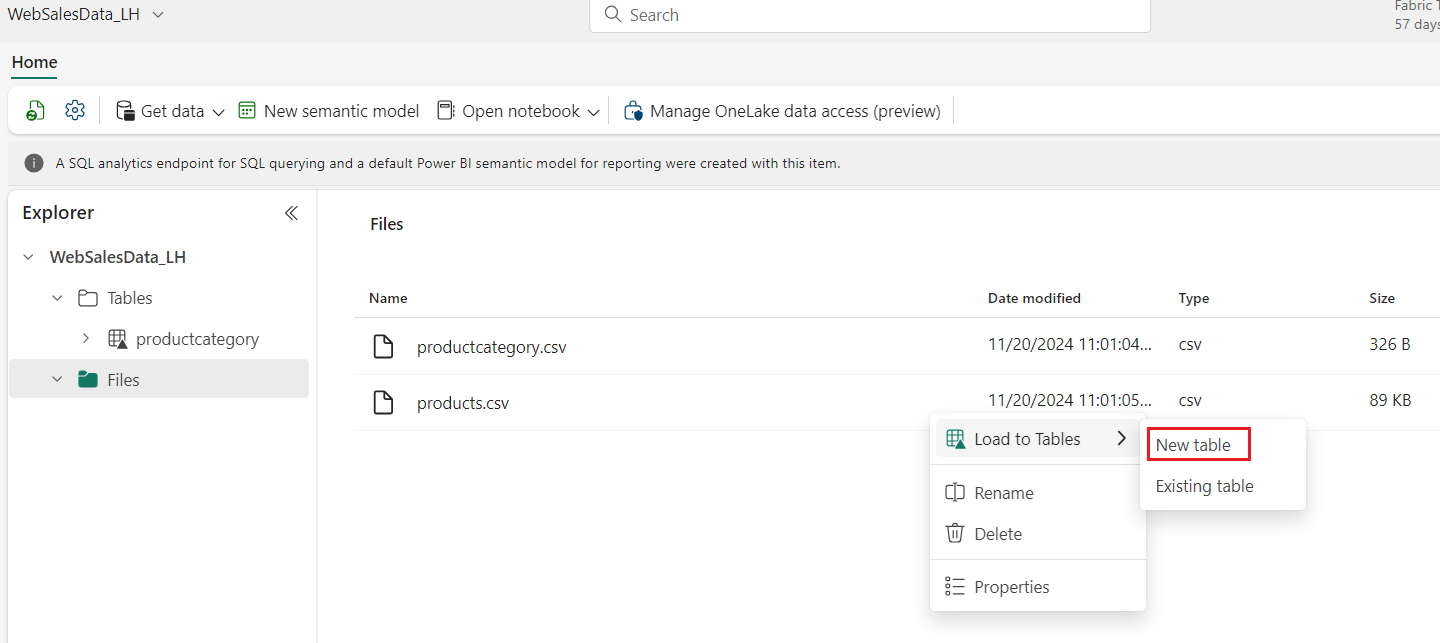 WebSalesData_LH
Search
Fabric T
57 days
Home
Get data
New semantic model
Open notebook
Manage OneLake data access (preview)
A SQL analytics endpoint for SQL querying and a default Power BI semantic model for reporting were created with this item.
Explorer
WebSalesData_LH
Tables
productcategory
Files
Files
Name Date modified Type Size
productcategory.csv 11/20/2024 11:01:04... csv 326 B
products.csv 11/20/2024 11:01:05... csv 89 KB
Load to Tables
Rename
Delete
Properties
New table
Existing table